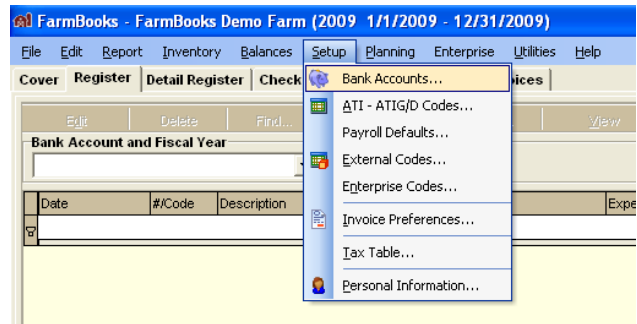 FarmBooks - FarmBooks Demo Farm (2009 1/1/2009 - 12/31/2009)
File Edit Report Inventory Balances Setup Planning Enterprise Utilities Help
Cover Register Detail Register Check oices
Bank Accounts...
ATI - ATIG/D Codes...
Edit Delete Find... View
Payroll Defaults...
Bank Account and Fiscal Year
External Codes...
Enterprise Codes...
Date #/Code Description Expe
Invoice Preferences...
Tax Table...
Personal Information...